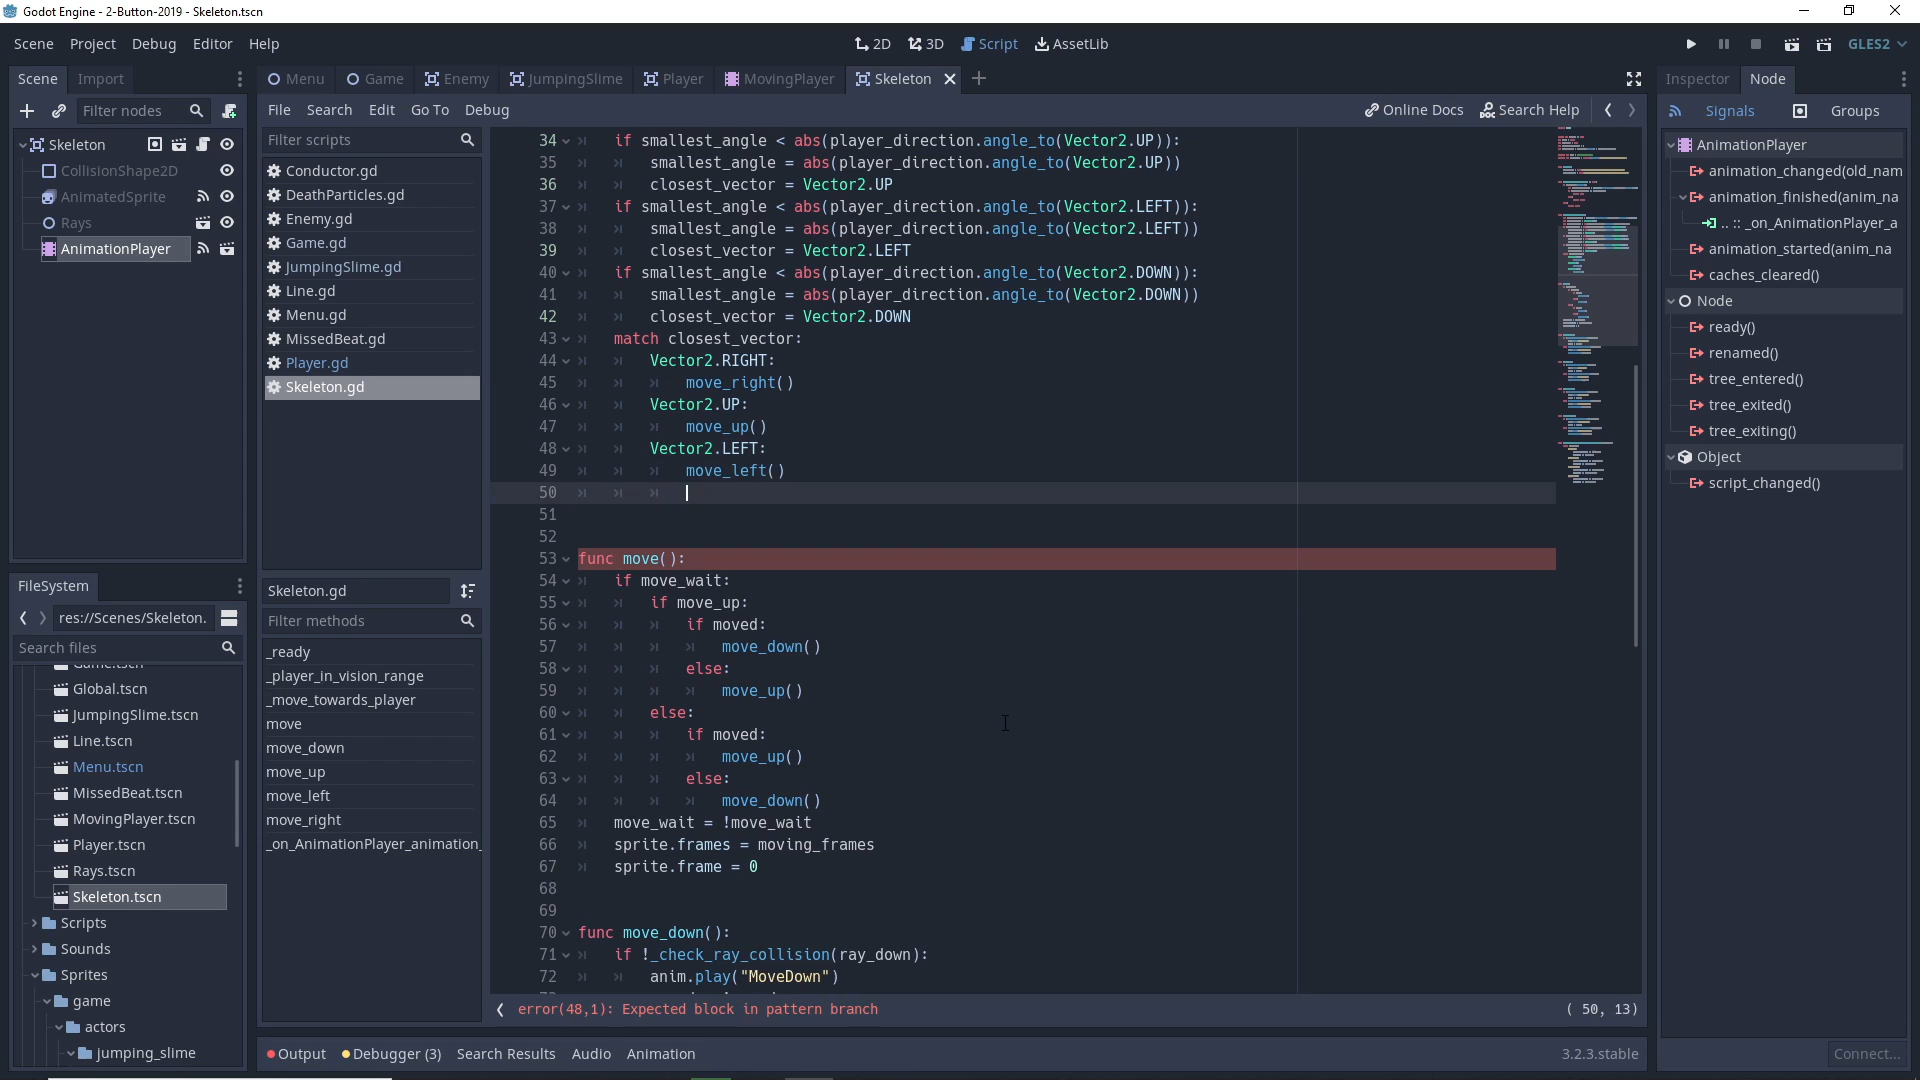 Godot Engine - 2-Button-2019 - Skeleton.tscn
Scene Project Debug Editor Help
2D 3D Script AssetLib
GLES2
Scene Import
Menu Game Enemy JumpingSlime Player MovingPlayer Skeleton
Inspector Node
Filter nodes
File Search Edit Go To Debug
Online Docs Search Help
Signals Groups
Skeleton
CollisionShape2D
AnimatedSprite
Rays
AnimationPlayer
Filter scripts
Conductor.gd
DeathParticles.gd
Enemy.gd
Game.gd
JumpingSlime.gd
Line.gd
Menu.gd
MissedBeat.gd
Player.gd
Skeleton.gd
34 if smallest_angle < abs(player_direction.angle_to(Vector2.UP)):
35 smallest_angle = abs(player_direction.angle_to(Vector2.UP))
36 closest_vector = Vector2.UP
37 if smallest_angle < abs(player_direction.angle_to(Vector2.LEFT)):
38 smallest_angle = abs(player_direction.angle_to(Vector2.LEFT))
39 closest_vector = Vector2.LEFT
40 if smallest_angle < abs(player_direction.angle_to(Vector2.DOWN)):
41 smallest_angle = abs(player_direction.angle_to(Vector2.DOWN))
42 closest_vector = Vector2.DOWN
43 match closest_vector:
44 Vector2.RIGHT:
45 move_right()
46 Vector2.UP:
47 move_up()
48 Vector2.LEFT:
49 move_left()
50
51
52
53 func move():
54 if move_wait:
55 if move_up:
56 if moved:
57 move_down()
58 else:
59 move_up()
60 else:
61 if moved:
62 move_up()
63 else:
64 move_down()
65 move_wait = !move_wait
66 sprite.frames = moving_frames
67 sprite.frame = 0
68
69
70 func move_down():
71 if !_check_ray_collision(ray_down):
72 anim.play("MoveDown")
error(48,1): Expected block in pattern branch
( 50, 13)
AnimationPlayer
animation_changed(old_nam
animation_finished(anim_na
.. :: _on_AnimationPlayer_a
animation_started(anim_na
caches_cleared()
Node
ready()
renamed()
tree_entered()
tree_exited()
tree_exiting()
Object
script_changed()
FileSystem
res://Scenes/Skeleton.
Search files
Game.tscn
Global.tscn
JumpingSlime.tscn
Line.tscn
Menu.tscn
MissedBeat.tscn
MovingPlayer.tscn
Player.tscn
Rays.tscn
Skeleton.tscn
Scripts
Sounds
Sprites
game
actors
jumping_slime
Skeleton.gd
Filter methods
_ready
_player_in_vision_range
_move_towards_player
move
move_down
move_up
move_left
move_right
_on_AnimationPlayer_animation_
Output Debugger (3) Search Results Audio Animation
3.2.3.stable
Connect...